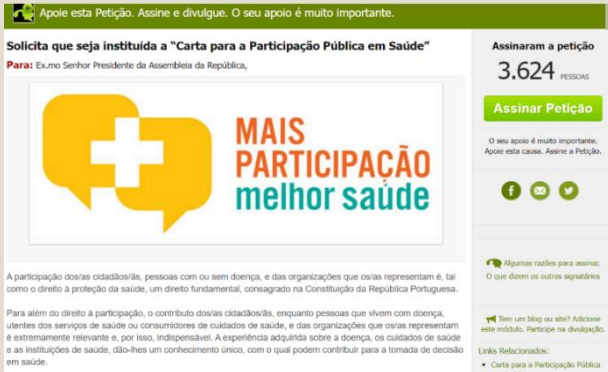 Apoie esta Petição. Assine e divulgue. O seu apoio é muito importante.
Solicita que seja instituída a “Carta para a Participação Pública em Saúde”
Para: Ex.mo Senhor Presidente da Assembleia da República,
MAIS
PARTICIPAÇÃO
melhor saúde
A participação dos/as cidadãos/ãs, pessoas com ou sem doença, e das organizações que os/as representam é, tal
como o direito à proteção da saúde, um direito fundamental, consagrado na Constituição da República Portuguesa.
Para além do direito à participação, o contributo dos/as cidadãos/ãs, enquanto pessoas que vivem com doença,
utentes dos serviços de saúde ou consumidores de cuidados de saúde, e das organizações que os/as representam
é extremamente relevante e, por isso, indispensável. A experiência adquirida sobre a doença, os cuidados de saúde
e as instituições de saúde, dão-lhes um conhecimento único, com o qual podem contribuir para a tomada de decisão
em saúde.
Assinaram a petição
3.624 PESSOAS
Assinar Petição
O seu apoio é muito importante.
Apoie esta causa. Assine a Petição.
Algumas razões para assinar.
O que dizem os outros signatários
Tem um blog ou site? Adicione
este módulo. Participe na divulgação.
Links Relacionados:
• Carta para a Participação Pública